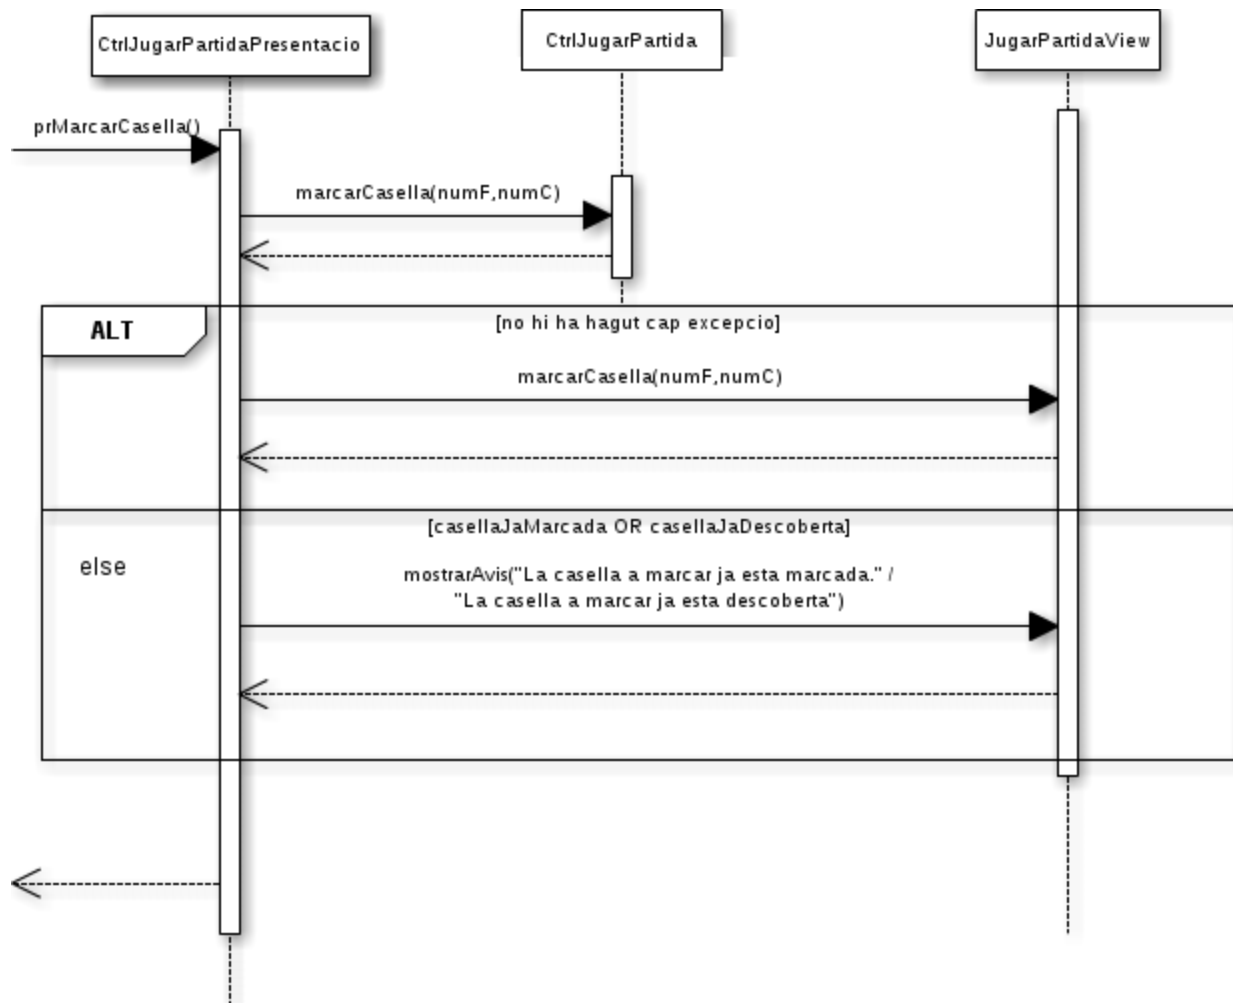 CtrlJugarPartidaPresentacio
CtrlJugarPartida
JugarPartidaView
prMarcarCasella()
marcarCasella(numF,numC)
ALT
[no hi ha hagut cap excepcio]
marcarCasella(numF,numC)
[casellaJaMarcada OR casellaJaDescoberta]
else
mostrarAvis("La casella a marcar ja esta marcada." /
"La casella a marcar ja esta descoberta")